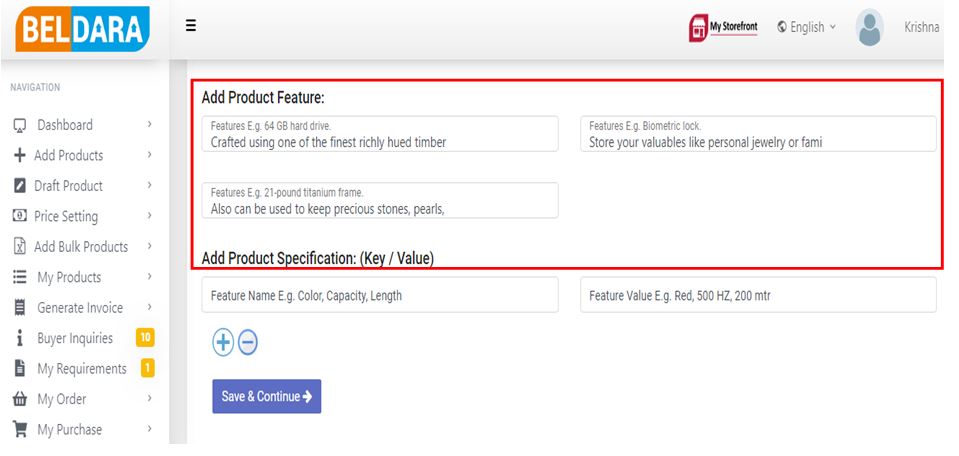 BELDARA
My Storefront
English
Krishna
NAVIGATION
Dashboard
Add Products
Draft Product
Price Setting
Add Bulk Products
My Products
Generate Invoice
Buyer Inquiries 10
My Requirements 1
My Order
My Purchase
Add Product Feature:
Features E.g. 64 GB hard drive.
Crafted using one of the finest richly hued timber
Features E.g. Biometric lock.
Store your valuables like personal jewelry or fami
Features E.g. 21-pound titanium frame.
Also can be used to keep precious stones, pearls,
Add Product Specification: (Key / Value)
Feature Name E.g. Color, Capacity, Length
Feature Value E.g. Red, 500 HZ, 200 mtr
Save & Continue